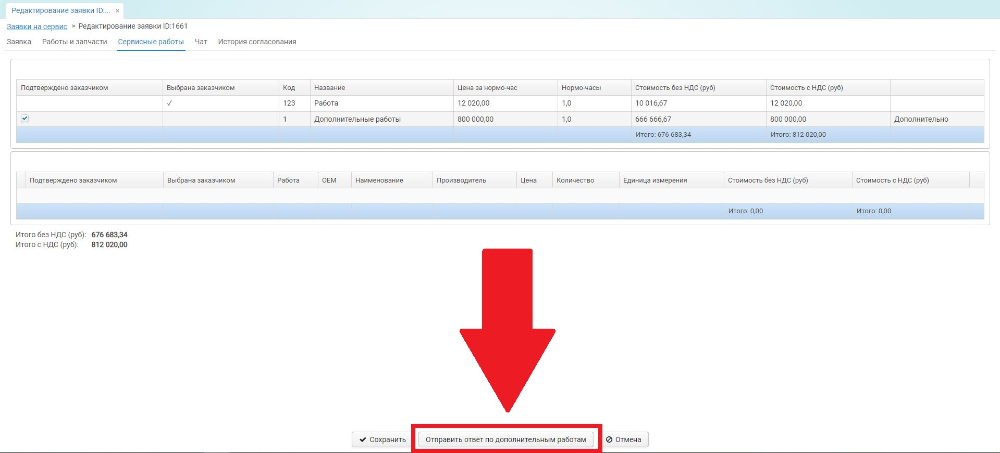 Редактирование заявки ID:... ×
Заявки на сервис > Редактирование заявки ID:1661
Заявка Работы и запчасти Сервисные работы Чат История согласования
Подтверждено заказчиком Выбрана заказчиком Код Название Цена за нормо-час Нормо-часы Стоимость без НДС (руб) Стоимость с НДС (руб)
✓ 123 Работа 12 020,00 1,0 10 016,67 12 020,00
1 Дополнительные работы 800 000,00 1,0 666 666,67 800 000,00 Дополнительно
Итого: 676 683,34 Итого: 812 020,00
Подтверждено заказчиком Выбрана заказчиком Работа OEM Наименование Производитель Цена Количество Единица измерения Стоимость без НДС (руб) Стоимость с НДС (руб)
Итого: 0,00 Итого: 0,00
Итого без НДС (руб): 676 683,34
Итого с НДС (руб): 812 020,00
Сохранить Отправить ответ по дополнительным работам Отмена